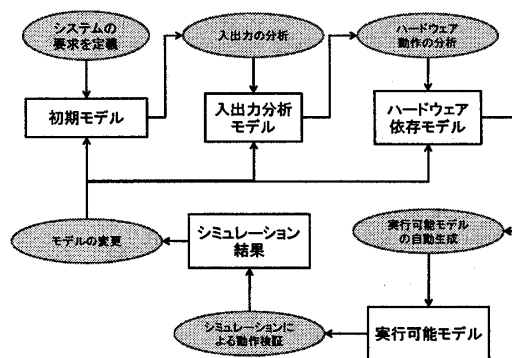 システムの
要求を定義
入出力の分析
ハードウェア
動作の分析
初期モデル
入出力分析
モデル
ハードウェア
依存モデル
モデルの変更
シミュレーション
結果
実行可能モデル
の自動生成
シミュレーションに
よる動作検証
実行可能モデル